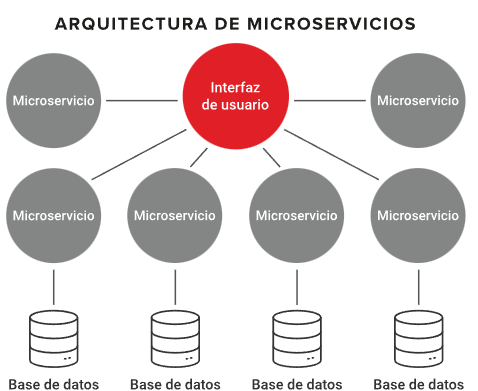 ARQUITECTURA DE MICROSERVICIOS
Microservicio
Interfaz
de usuario
Microservicio
Microservicio
Microservicio
Microservicio
Microservicio
Base de datos
Base de datos
Base de datos
Base de datos